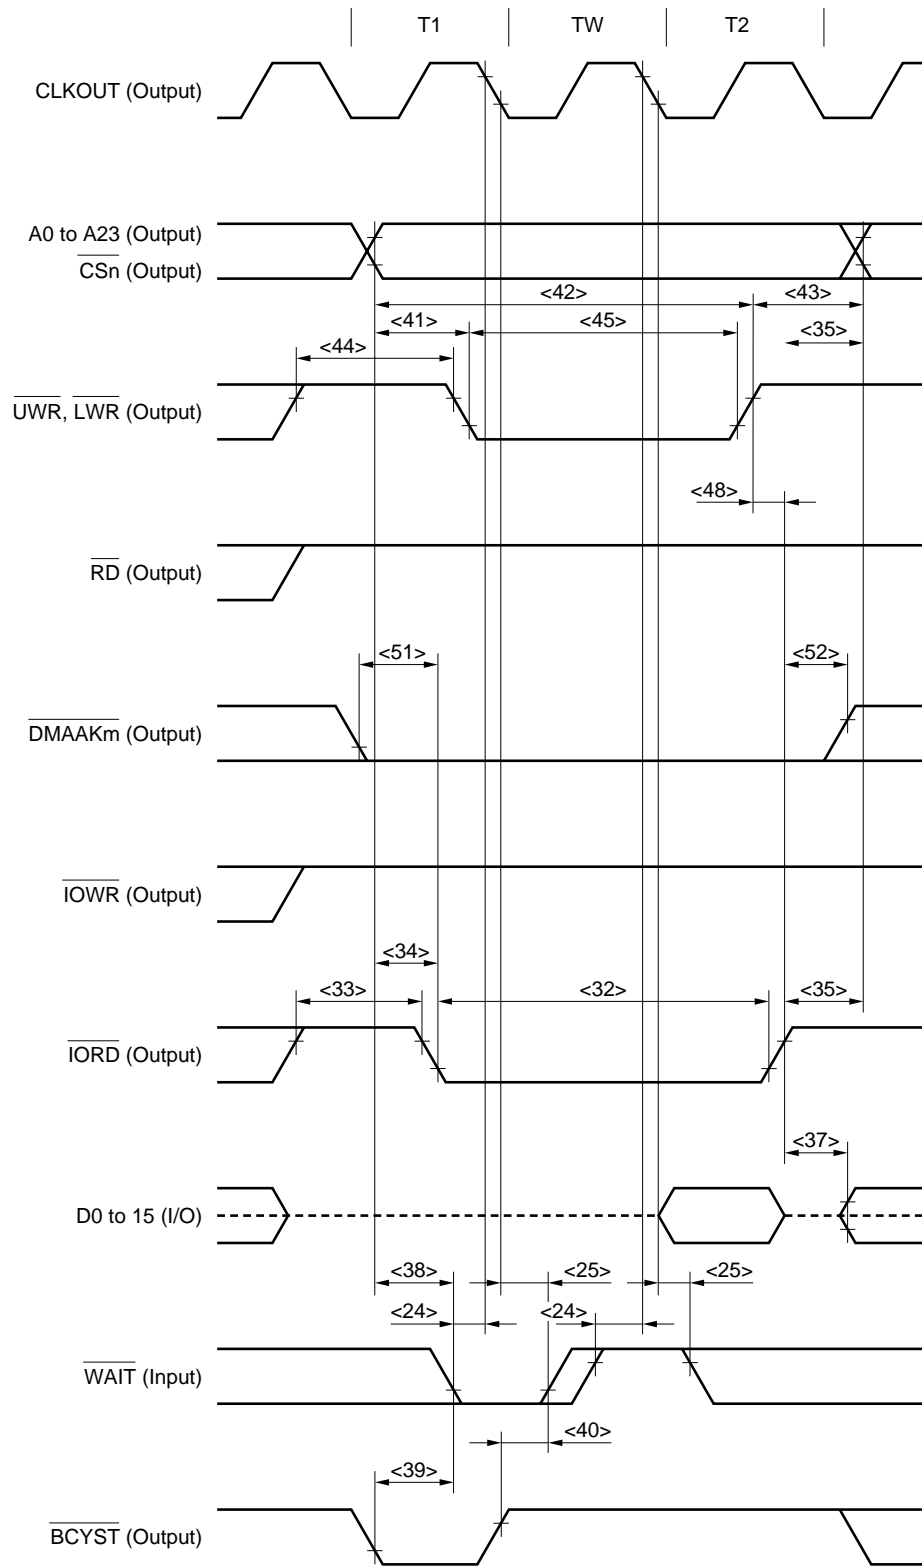 T1 TW T2
CLKOUT (Output)
A0 to A23 (Output)
CSn (Output)
<42> <43>
<41> <45> <35>
<44>
UWR, LWR (Output)
<48>
RD (Output)
<51> <52>
DMAAKm (Output)
IOWR (Output)
<34>
<33> <32> <35>
IORD (Output)
<37>
D0 to 15 (I/O)
<38> <25> <25>
<24> <24>
WAIT (Input)
<40>
<39>
BCYST (Output)